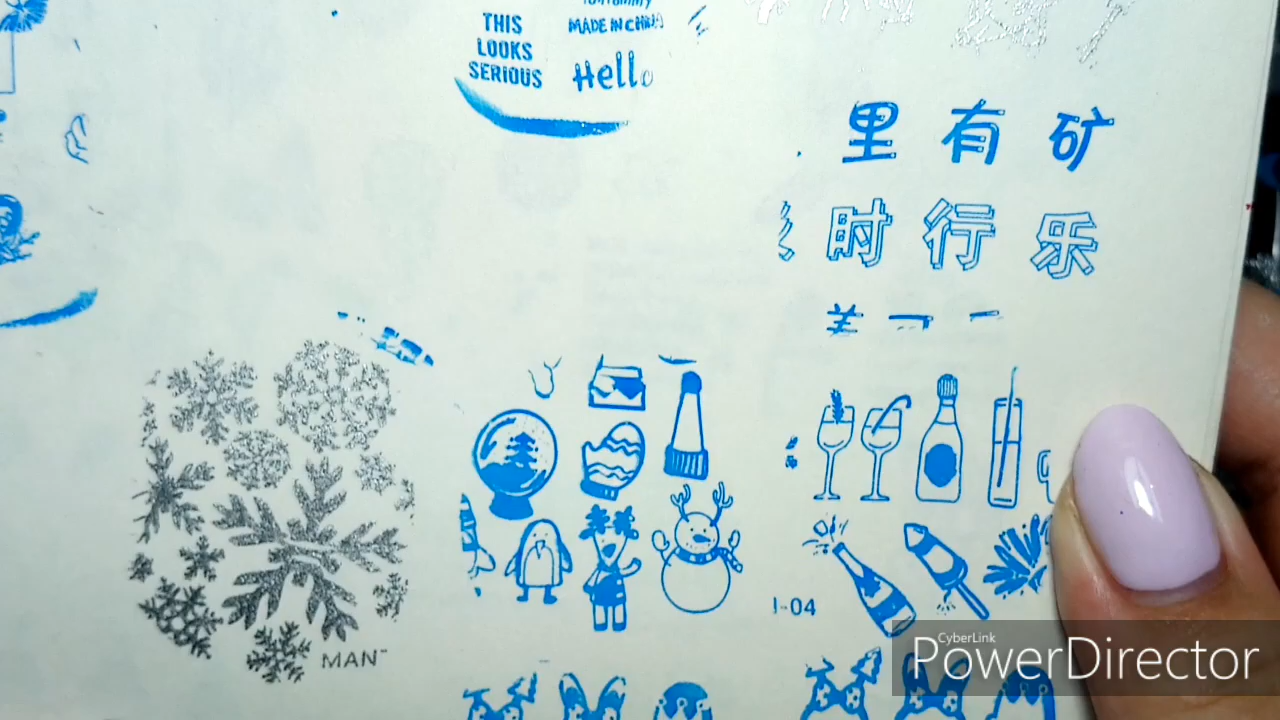 THIS
LOOKS
SERIOUS
MADE IN CHINA
Hello
里 有 矿
时 行 乐
MAN
-04
CyberLink
PowerDirector